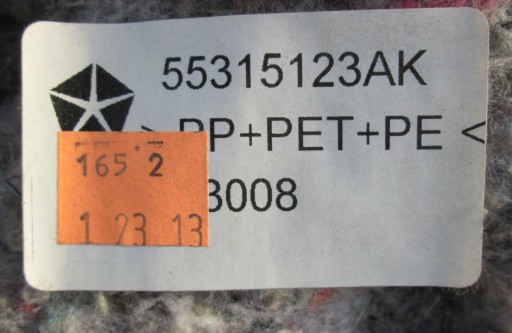 55315123AK
> PP+PET+PE <
3008
165 2
1 23 13